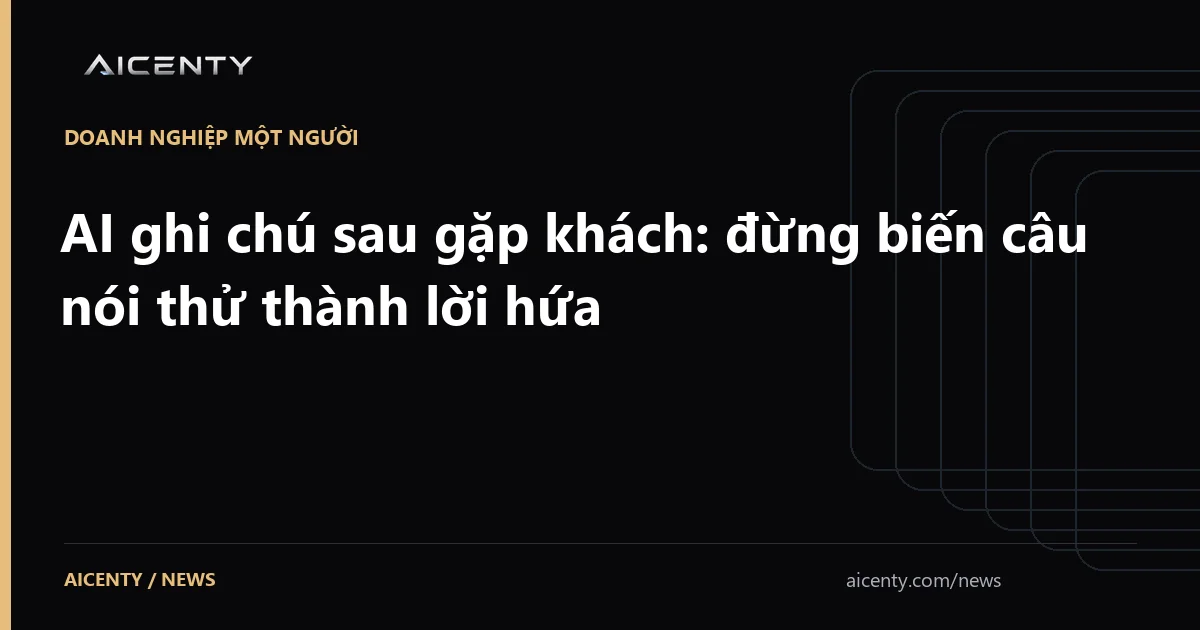 AICENTY
DOANH NGHIỆP MỘT NGƯỜI
AI ghi chú sau gặp khách: đừng biến câu
nói thử thành lời hứa
AICENTY / NEWS
aicenty.com/news